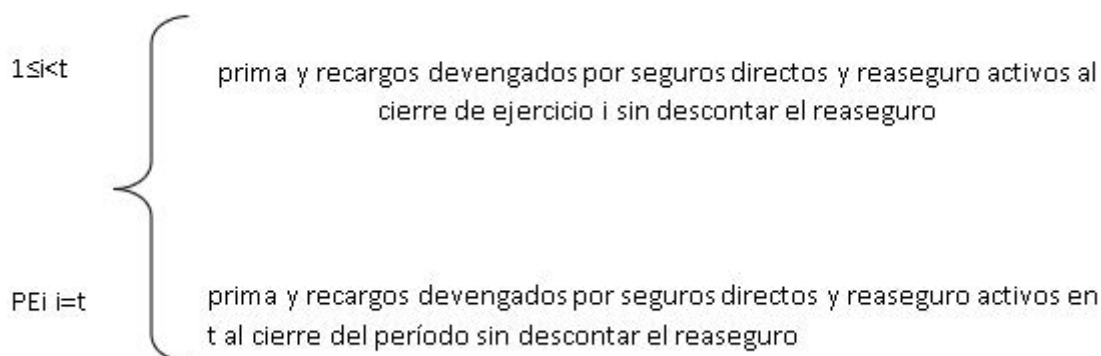 1≤i<t
prima y recargos devengados por seguros directos y reaseguro activos al
cierre de ejercicio i sin descontar el reaseguro
PEi i=t
prima y recargos devengados por seguros directos y reaseguro activos en
t al cierre del período sin descontar el reaseguro